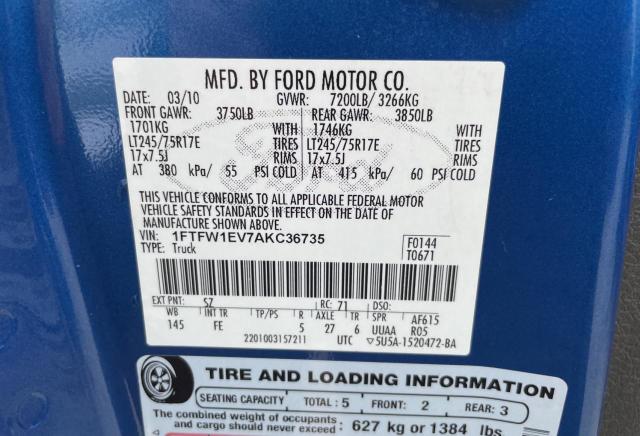 MFD. BY FORD MOTOR CO.
DATE: 03/10 GVWR: 7200LB/ 3266KG
FRONT GAWR: 3750LB REAR GAWR: 3850LB
1701KG WITH 1746KG WITH
LT245/75R17E TIRES LT245/75R17E TIRES
17x7.5J RIMS 17x7.5J RIMS
AT 380 kPa/ 55 PSI COLD AT 415 kPa/ 60 PSI COLD
THIS VEHICLE CONFORMS TO ALL APPLICABLE FEDERAL MOTOR
VEHICLE SAFETY STANDARDS IN EFFECT ON THE DATE OF
MANUFACTURE SHOWN ABOVE.
VIN: 1FTFW1EV7AKC36735 F0144
TYPE: Truck T0671
EXT PNT: SZ RC: 71 DSO:
WB INT TR TP/PS R AXLE TR SPR AF615
145 FE 5 27 6 UUAA R05
2201003157211 UTC ▽5U5A-1520472-BA
TIRE AND LOADING INFORMATION
SEATING CAPACITY TOTAL: 5 FRONT: 2 REAR: 3
The combined weight of occupants
and cargo should never exceed: 627 kg or 1384 lbs